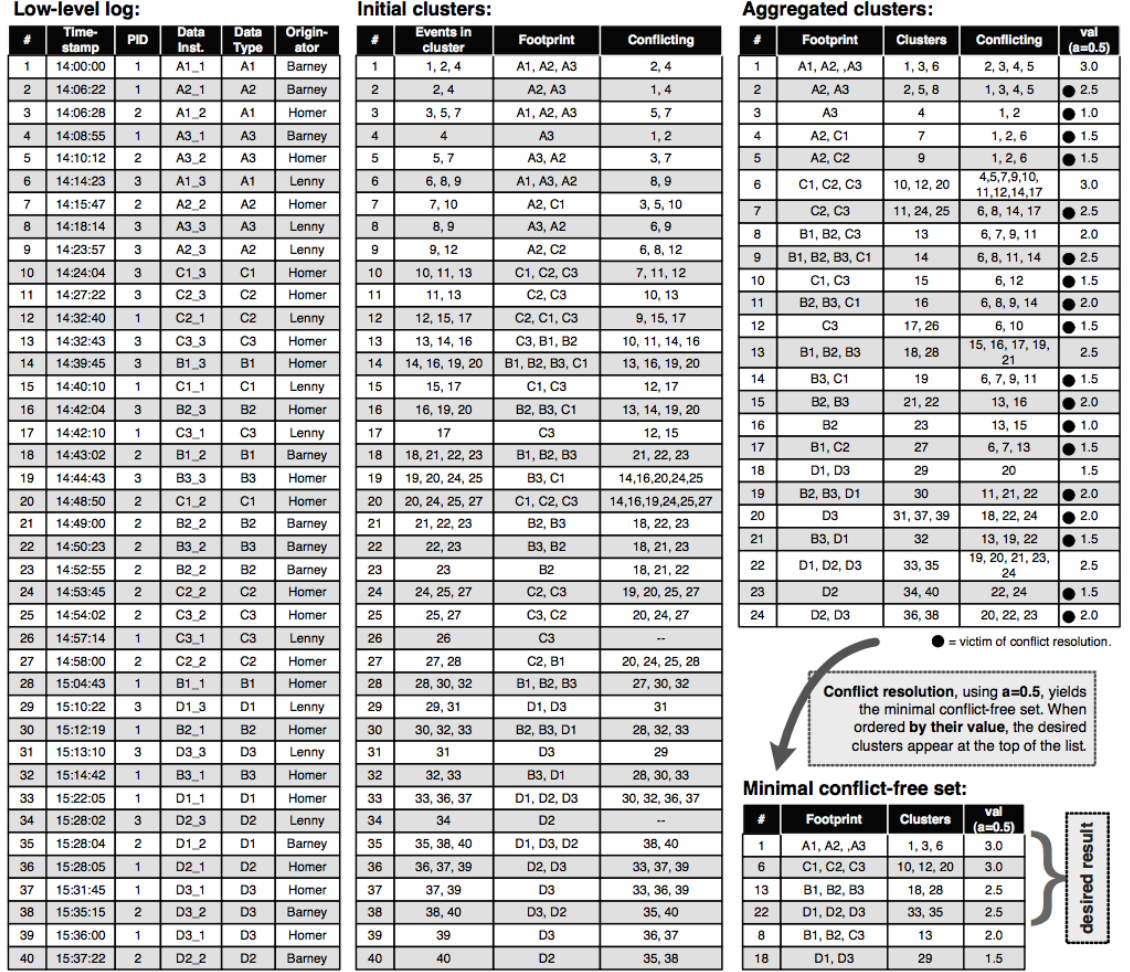 Low-level log:
# Time-stamp PID Data Inst. Data Type Origin-ator
1 14:00:00 1 A1_1 A1 Barney
2 14:06:22 1 A2_1 A2 Barney
3 14:06:28 2 A1_2 A1 Homer
4 14:08:55 1 A3_1 A3 Barney
5 14:10:12 2 A3_2 A3 Homer
6 14:14:23 3 A1_3 A1 Lenny
7 14:15:47 2 A2_2 A2 Homer
8 14:18:14 3 A3_3 A3 Lenny
9 14:23:57 3 A2_3 A2 Lenny
10 14:24:04 3 C1_3 C1 Homer
11 14:27:22 3 C2_3 C2 Homer
12 14:32:40 1 C2_1 C2 Lenny
13 14:32:43 3 C3_3 C3 Homer
14 14:39:45 3 B1_3 B1 Homer
15 14:40:10 1 C1_1 C1 Lenny
16 14:42:04 3 B2_3 B2 Homer
17 14:42:10 1 C3_1 C3 Lenny
18 14:43:02 2 B1_2 B1 Barney
19 14:44:43 3 B3_3 B3 Homer
20 14:48:50 2 C1_2 C1 Homer
21 14:49:00 2 B2_2 B2 Barney
22 14:50:23 2 B3_2 B3 Barney
23 14:52:55 2 B2_2 B2 Barney
24 14:53:45 2 C2_2 C2 Homer
25 14:54:02 2 C3_2 C3 Homer
26 14:57:14 1 C3_1 C3 Lenny
27 14:58:00 2 C2_2 C2 Homer
28 15:04:43 1 B1_1 B1 Homer
29 15:10:22 3 D1_3 D1 Lenny
30 15:12:19 1 B2_1 B2 Homer
31 15:13:10 3 D3_3 D3 Lenny
32 15:14:42 1 B3_1 B3 Homer
33 15:22:05 1 D1_1 D1 Homer
34 15:28:02 3 D2_3 D2 Lenny
35 15:28:04 2 D1_2 D1 Barney
36 15:28:05 1 D2_1 D2 Homer
37 15:31:45 1 D3_1 D3 Homer
38 15:35:15 2 D3_2 D3 Barney
39 15:36:00 1 D3_1 D3 Homer
40 15:37:22 2 D2_2 D2 Barney
Initial clusters:
# Events in cluster Footprint Conflicting
1 1, 2, 4 A1, A2, A3 2, 4
2 2, 4 A2, A3 1, 4
3 3, 5, 7 A1, A2, A3 5, 7
4 4 A3 1, 2
5 5, 7 A3, A2 3, 7
6 6, 8, 9 A1, A3, A2 8, 9
7 7, 10 A2, C1 3, 5, 10
8 8, 9 A3, A2 6, 9
9 9, 12 A2, C2 6, 8, 12
10 10, 11, 13 C1, C2, C3 7, 11, 12
11 11, 13 C2, C3 10, 13
12 12, 15, 17 C2, C1, C3 9, 15, 17
13 13, 14, 16 C3, B1, B2 10, 11, 14, 16
14 14, 16, 19, 20 B1, B2, B3, C1 13, 16, 19, 20
15 15, 17 C1, C3 12, 17
16 16, 19, 20 B2, B3, C1 13, 14, 19, 20
17 17 C3 12, 15
18 18, 21, 22, 23 B1, B2, B3 21, 22, 23
19 19, 20, 24, 25 B3, C1 14,16,20,24,25
20 20, 24, 25, 27 C1, C2, C3 14,16,19,24,25,27
21 21, 22, 23 B2, B3 18, 22, 23
22 22, 23 B3, B2 18, 21, 23
23 23 B2 18, 21, 22
24 24, 25, 27 C2, C3 19, 20, 25, 27
25 25, 27 C3, C2 20, 24, 27
26 26 C3 --
27 27, 28 C2, B1 20, 24, 25, 28
28 28, 30, 32 B1, B2, B3 27, 30, 32
29 29, 31 D1, D3 31
30 30, 32, 33 B2, B3, D1 28, 32, 33
31 31 D3 29
32 32, 33 B3, D1 28, 30, 33
33 33, 36, 37 D1, D2, D3 30, 32, 36, 37
34 34 D2 --
35 35, 38, 40 D1, D3, D2 38, 40
36 36, 37, 39 D2, D3 33, 37, 39
37 37, 39 D3 33, 36, 39
38 38, 40 D3, D2 35, 40
39 39 D3 36, 37
40 40 D2 35, 38
Aggregated clusters:
# Footprint Clusters Conflicting val (a=0.5)
1 A1, A2, ,A3 1, 3, 6 2, 3, 4, 5 3.0
2 A2, A3 2, 5, 8 1, 3, 4, 5 ● 2.5
3 A3 4 1, 2 ● 1.0
4 A2, C1 7 1, 2, 6 ● 1.5
5 A2, C2 9 1, 2, 6 ● 1.5
6 C1, C2, C3 10, 12, 20 4,5,7,9,10, 11,12,14,17 3.0
7 C2, C3 11, 24, 25 6, 8, 14, 17 ● 2.5
8 B1, B2, C3 13 6, 7, 9, 11 2.0
9 B1, B2, B3, C1 14 6, 8, 11, 14 ● 2.5
10 C1, C3 15 6, 12 ● 1.5
11 B2, B3, C1 16 6, 8, 9, 14 ● 2.0
12 C3 17, 26 6, 10 ● 1.5
13 B1, B2, B3 18, 28 15, 16, 17, 19, 21 2.5
14 B3, C1 19 6, 7, 9, 11 ● 1.5
15 B2, B3 21, 22 13, 16 ● 2.0
16 B2 23 13, 15 ● 1.0
17 B1, C2 27 6, 7, 13 ● 1.5
18 D1, D3 29 20 1.5
19 B2, B3, D1 30 11, 21, 22 ● 2.0
20 D3 31, 37, 39 18, 22, 24 ● 2.0
21 B3, D1 32 13, 19, 22 ● 1.5
22 D1, D2, D3 33, 35 19, 20, 21, 23, 24 2.5
23 D2 34, 40 22, 24 ● 1.5
24 D2, D3 36, 38 20, 22, 23 ● 2.0
● = victim of conflict resolution.
Conflict resolution, using a=0.5, yields
the minimal conflict-free set. When
ordered by their value, the desired
clusters appear at the top of the list.
Minimal conflict-free set:
# Footprint Clusters val (a=0.5)
1 A1, A2, ,A3 1, 3, 6 3.0
6 C1, C2, C3 10, 12, 20 3.0
13 B1, B2, B3 18, 28 2.5
22 D1, D2, D3 33, 35 2.5
8 B1, B2, C3 13 2.0
18 D1, D3 29 1.5
desired result